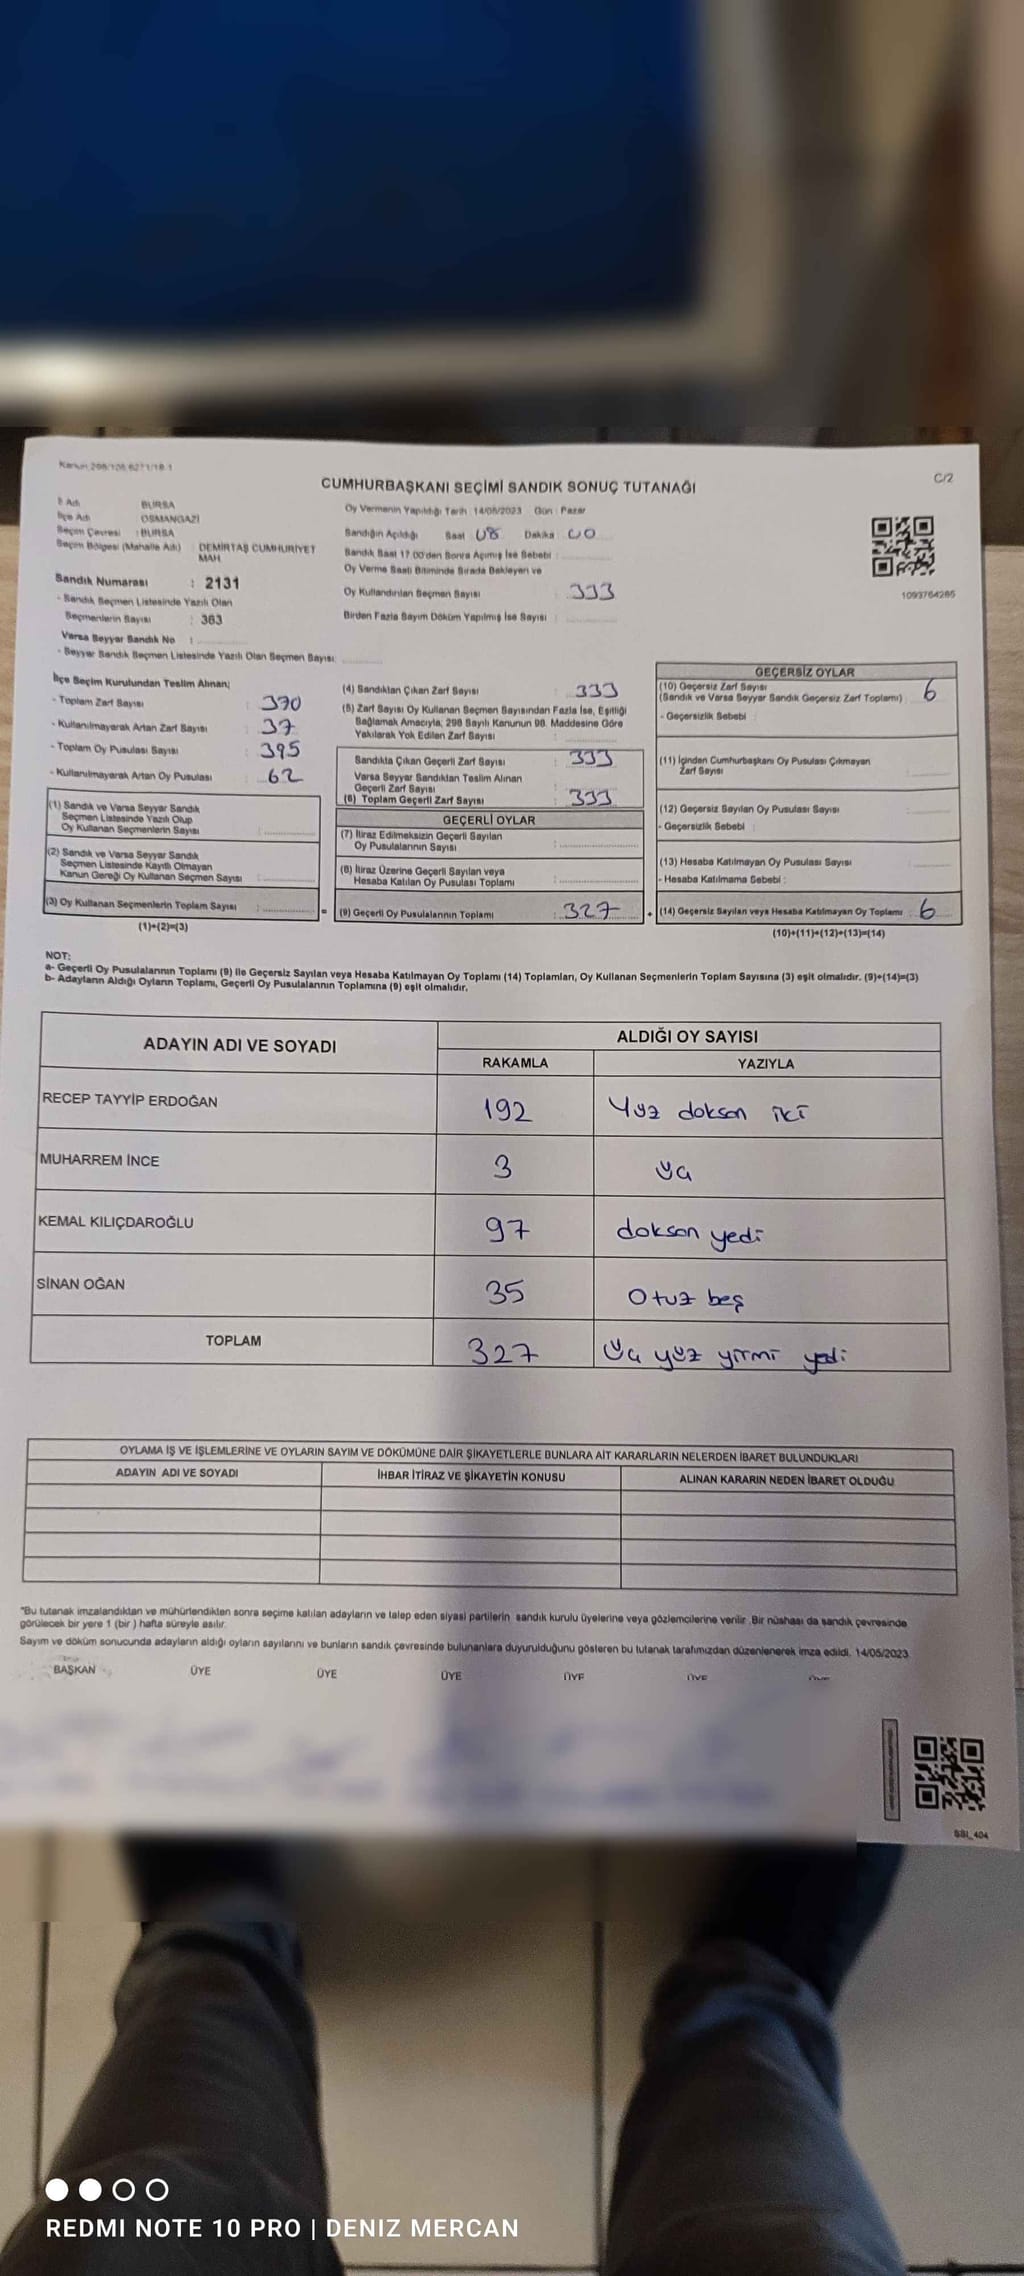 Kanun 298/105 6271/19.1
C/2
CUMHURBAŞKANI SEÇİMİ SANDIK SONUÇ TUTANAĞI
İl Adı BURSA
İlçe Adı OSMANGAZİ
Seçim Çevresi : BURSA
Seçim Bölgesi (Mahalle Adı) : DEMİRTAŞ CUMHURİYET
MAH.
Sandık Numarası : 2131
- Sandık Seçmen Listesinde Yazılı Olan
Seçmenlerin Sayısı : 363
Varsa Seyyar Sandık No :
- Seyyar Sandık Seçmen Listesinde Yazılı Olan Seçmen Sayısı:
Oy Vermenin Yapıldığı Tarih :14/05/2023 Gün : Pazar
Sandığın Açıldığı Saat 08 Dakika 00
Sandık Saat 17.00'den Sonra Açılmış İse Sebebi :
Oy Verme Saati Bitiminde Sırada Bekleyen ve
Oy Kullandırılan Seçmen Sayısı : 333
Birden Fazla Sayım Döküm Yapılmış İse Sayısı :
1093764285
İlçe Seçim Kurulundan Teslim Alınan;
- Toplam Zarf Sayısı : 370
- Kullanılmayarak Artan Zarf Sayısı : 37
- Toplam Oy Pusulası Sayısı : 395
- Kullanılmayarak Artan Oy Pusulası : 62
(1) Sandık ve Varsa Seyyar Sandık
Seçmen Listesinde Yazılı Olup
Oy Kullanan Seçmenlerin Sayısı :
(2) Sandık ve Varsa Seyyar Sandık
Seçmen Listesinde Kayıtlı Olmayan
Kanun Gereği Oy Kullanan Seçmen Sayısı :
(3) Oy Kullanan Seçmenlerin Toplam Sayısı :
(1)+(2)=(3)
(4) Sandıktan Çıkan Zarf Sayısı : 333
(5) Zarf Sayısı Oy Kullanan Seçmen Sayısından Fazla İse, Eşitliği
Sağlamak Amacıyla, 298 Sayılı Kanunun 98. Maddesine Göre
Yakılarak Yok Edilen Zarf Sayısı :
Sandıkta Çıkan Geçerli Zarf Sayısı : 333
Varsa Seyyar Sandıktan Teslim Alınan
Geçerli Zarf Sayısı :
(6) Toplam Geçerli Zarf Sayısı : 333
GEÇERLİ OYLAR
(7) İtiraz Edilmeksizin Geçerli Sayılan
Oy Pusulalarının Sayısı :
(8) İtiraz Üzerine Geçerli Sayılan veya
Hesaba Katılan Oy Pusulası Toplamı :
= (9) Geçerli Oy Pusulalarının Toplamı : 327
GEÇERSİZ OYLAR
(10) Geçersiz Zarf Sayısı
(Sandık ve Varsa Seyyar Sandık Geçersiz Zarf Toplamı) : 6
- Geçersizlik Sebebi :
(11) İçinden Cumhurbaşkanı Oy Pusulası Çıkmayan
Zarf Sayısı :
(12) Geçersiz Sayılan Oy Pusulası Sayısı :
- Geçersizlik Sebebi :
(13) Hesaba Katılmayan Oy Pusulası Sayısı :
- Hesaba Katılmama Sebebi :
+ (14) Geçersiz Sayılan veya Hesaba Katılmayan Oy Toplamı : 6
(10)+(11)+(12)+(13)=(14)
NOT:
a- Geçerli Oy Pusulalarının Toplamı (9) ile Geçersiz Sayılan veya Hesaba Katılmayan Oy Toplamı (14) Toplamları, Oy Kullanan Seçmenlerin Toplam Sayısına (3) eşit olmalıdır. (9)+(14)=(3)
b- Adayların Aldığı Oyların Toplamı, Geçerli Oy Pusulalarının Toplamına (9) eşit olmalıdır.
ADAYIN ADI VE SOYADI ALDIĞI OY SAYISI
RAKAMLA YAZIYLA
RECEP TAYYİP ERDOĞAN 192 Yüz doksan iki
MUHARREM İNCE 3 üç
KEMAL KILIÇDAROĞLU 97 doksan yedi
SİNAN OĞAN 35 Otuz beş
TOPLAM 327 Üç yüz yirmi yedi
OYLAMA İŞ VE İŞLEMLERİNE VE OYLARIN SAYIM VE DÖKÜMÜNE DAİR ŞİKAYETLERLE BUNLARA AİT KARARLARIN NELERDEN İBARET BULUNDUKLARI
ADAYIN ADI VE SOYADI İHBAR İTİRAZ VE ŞİKAYETİN KONUSU ALINAN KARARIN NEDEN İBARET OLDUĞU
*Bu tutanak imzalandıktan ve mühürlendikten sonra seçime katılan adayların ve talep eden siyasi partilerin sandık kurulu üyelerine veya gözlemcilerine verilir .Bir nüshası da sandık çevresinde
görülecek bir yere 1 (bir ) hafta süreyle asılır.
Sayım ve döküm sonucunda adayların aldığı oyların sayılarını ve bunların sandık çevresinde bulunanlara duyurulduğunu gösteren bu tutanak tarafımızdan düzenlenerek imza edildi. 14/05/2023
BAŞKAN ÜYE ÜYE ÜYE ÜYE ÜYE ÜYE
SBI_404
REDMI NOTE 10 PRO | DENIZ MERCAN